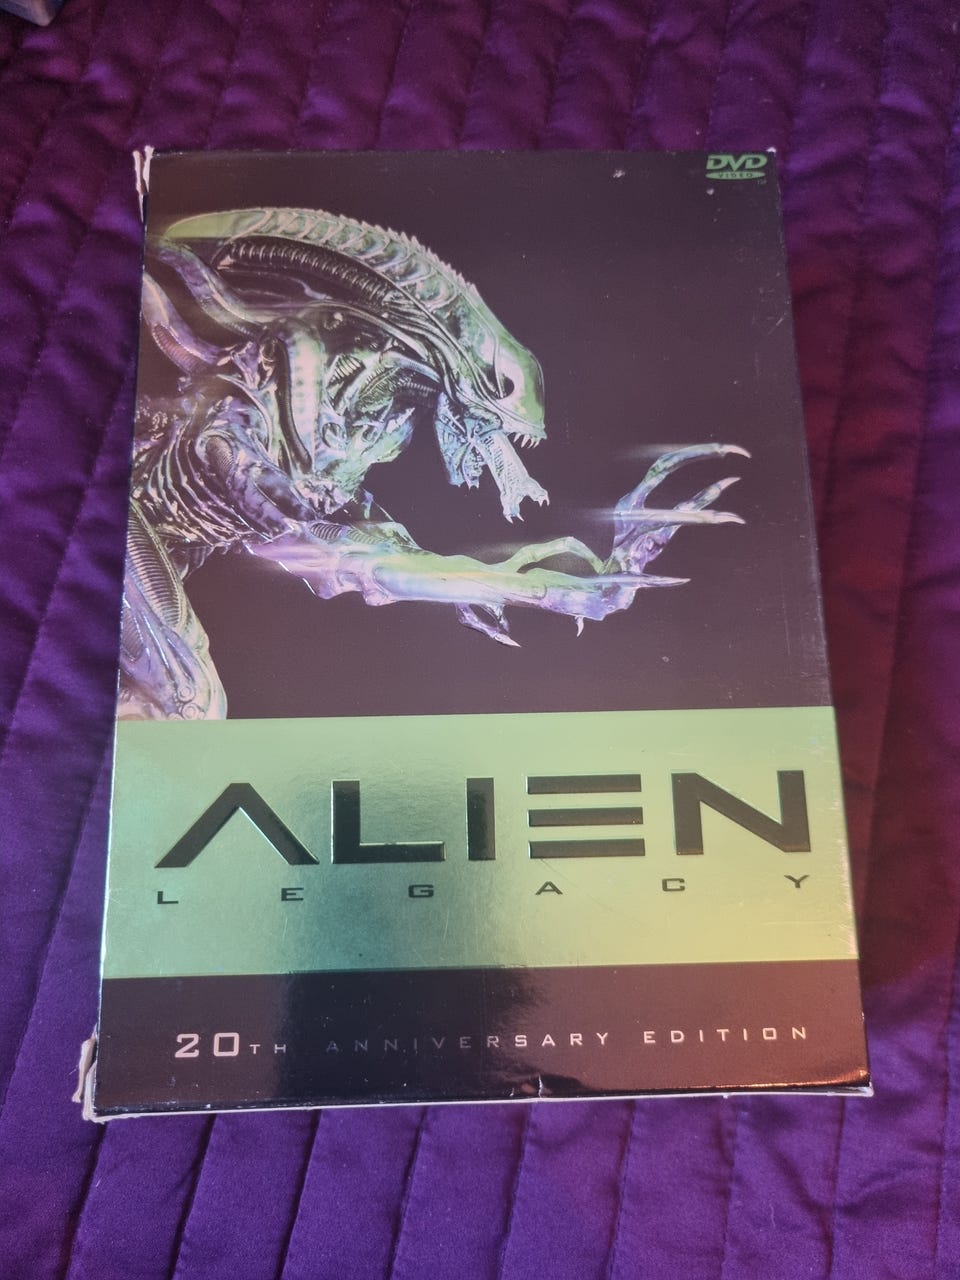 DVD
VIDEO
ALIEN
LEGACY
20TH ANNIVERSARY EDITION